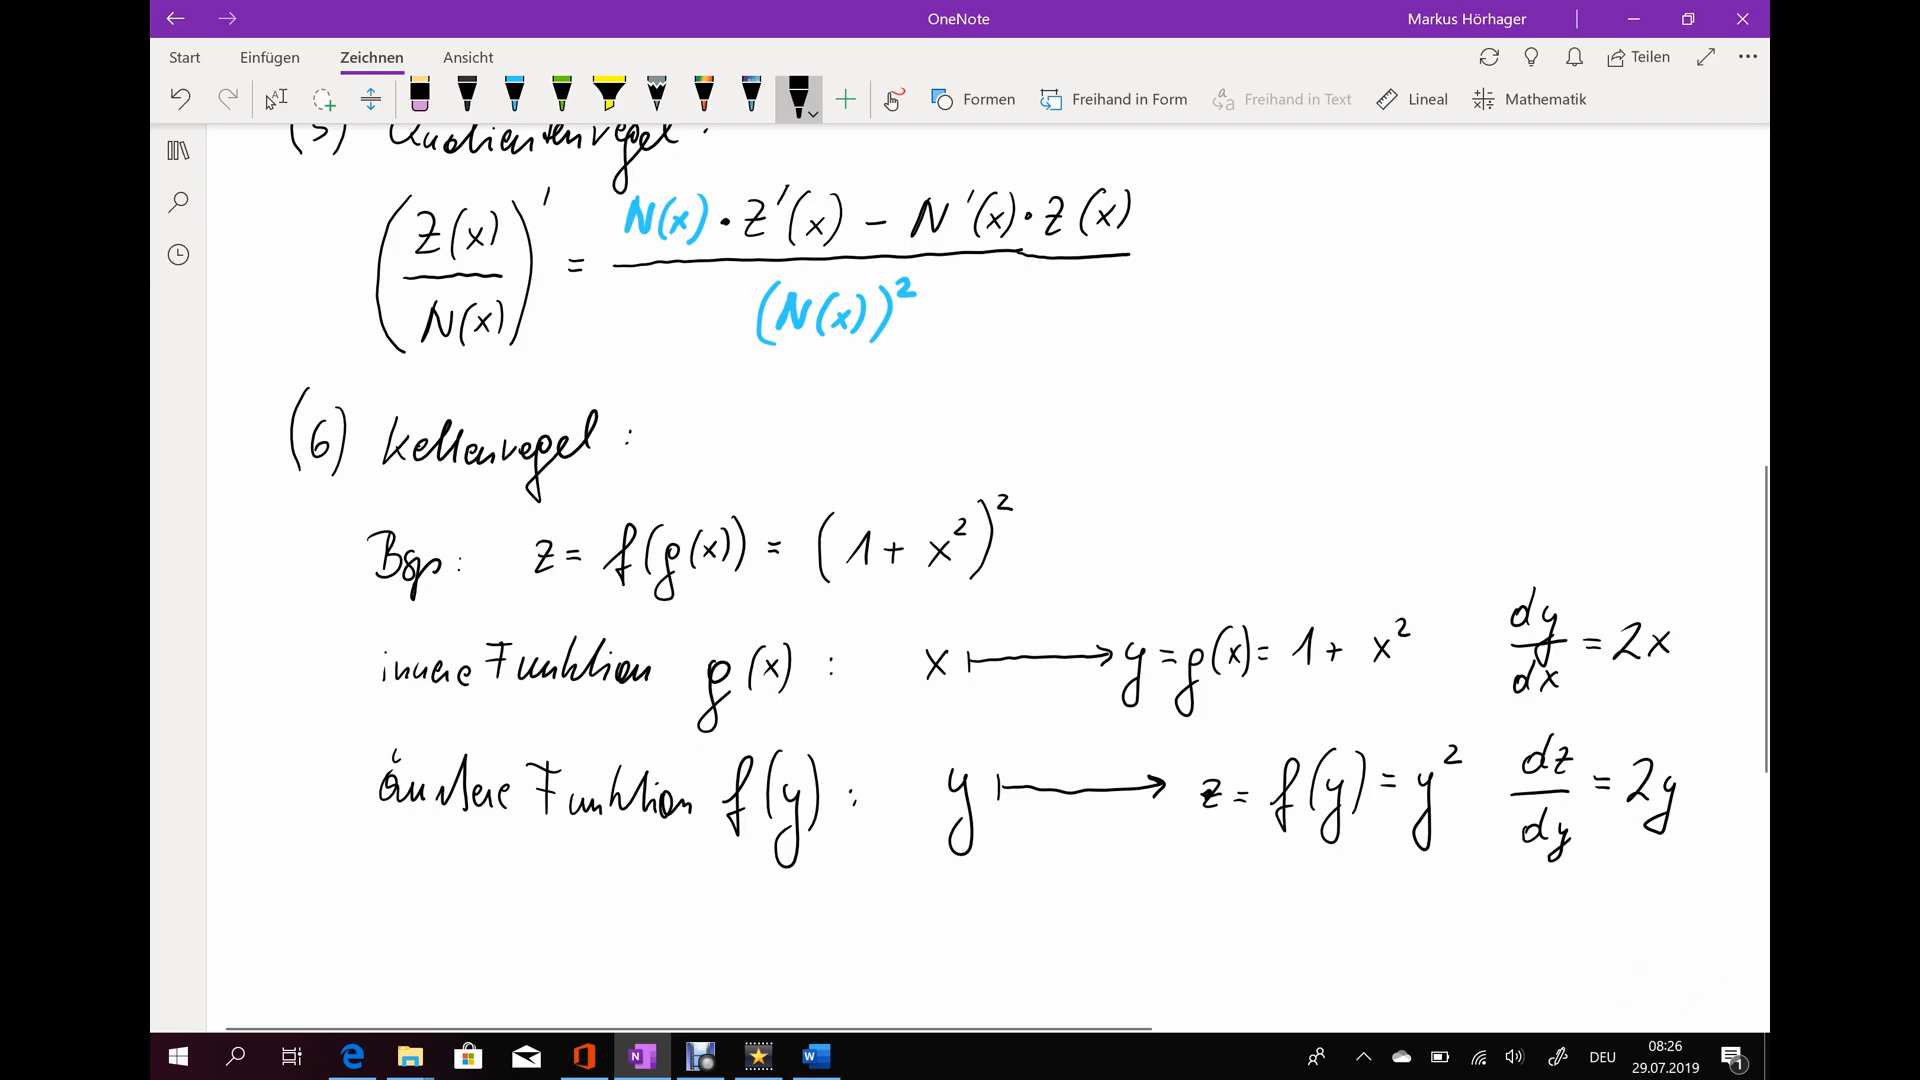 OneNote
Markus Hörhager
Start Einfügen Zeichnen Ansicht
Teilen
Formen Freihand in Form Freihand in Text Lineal Mathematik
(5) Quotientenregel :
(Z(x)/N(x))' = (N(x) · Z'(x) − N'(x) · Z(x))/(N(x))²
(6) Kettenregel :
Bsp: z = f(g(x)) = (1 + x²)²
innere Funktion g(x) : x ⟼ y = g(x) = 1 + x² dy/dx = 2x
äußere Funktion f(y) : y ⟼ z = f(y) = y² dz/dy = 2y
DEU
08:26
29.07.2019
1